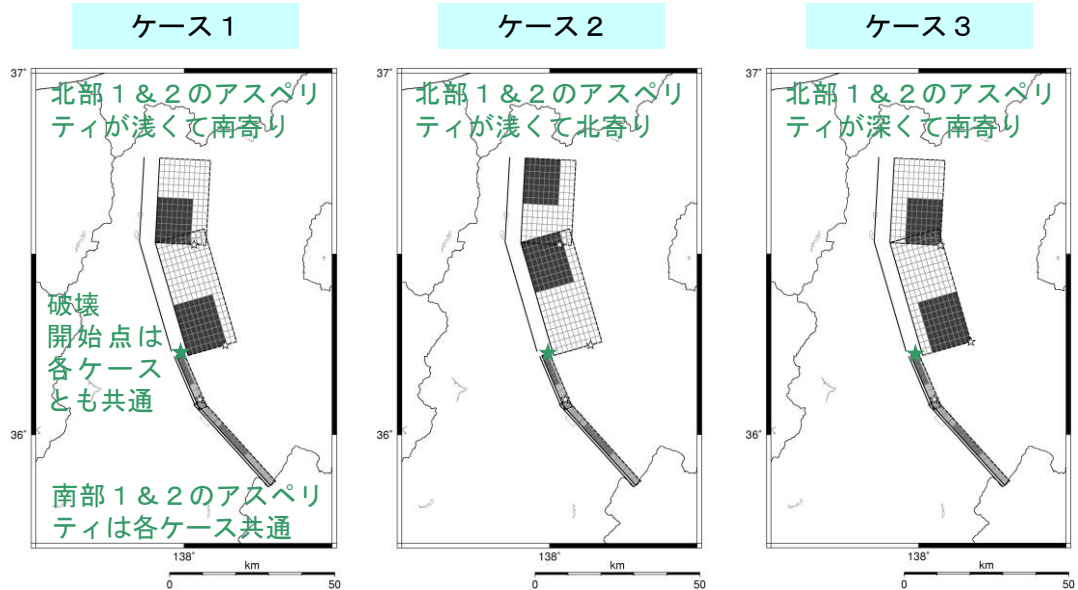 ケース１
ケース２
ケース３
37°
北部１＆２のアスペリ
ティが浅くて南寄り
破壊
開始点は
各ケース
とも共通
36°
南部１＆２のアスペリ
ティは各ケース共通
138°
km
0
50
37°
北部１＆２のアスペリ
ティが浅くて北寄り
36°
138°
km
0
50
37°
北部１＆２のアスペリ
ティが深くて南寄り
36°
138°
km
0
50